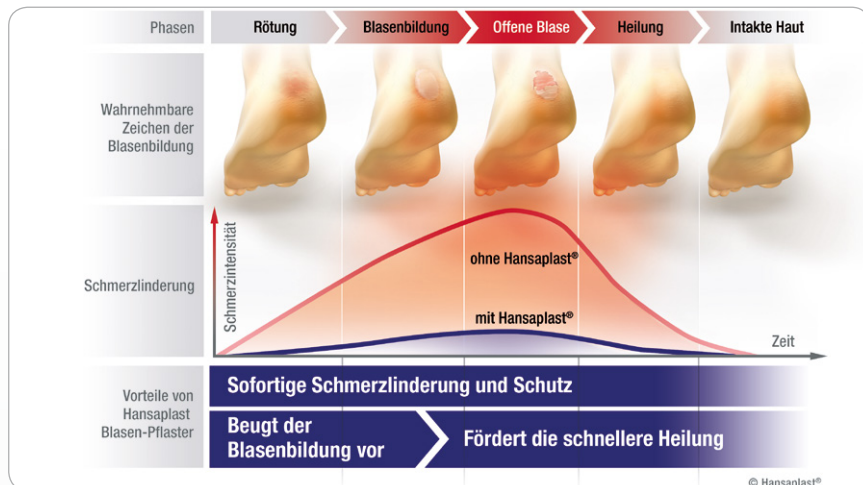 Phasen
Rötung
Blasenbildung
Offene Blase
Heilung
Intakte Haut
Wahrnehmbare
Zeichen der
Blasenbildung
Schmerzlinderung
Schmerzintensität
ohne Hansaplast®
mit Hansaplast®
Zeit
Vorteile von
Hansaplast
Blasen-Pflaster
Sofortige Schmerzlinderung und Schutz
Beugt der
Blasenbildung vor
Fördert die schnellere Heilung
© Hansaplast®